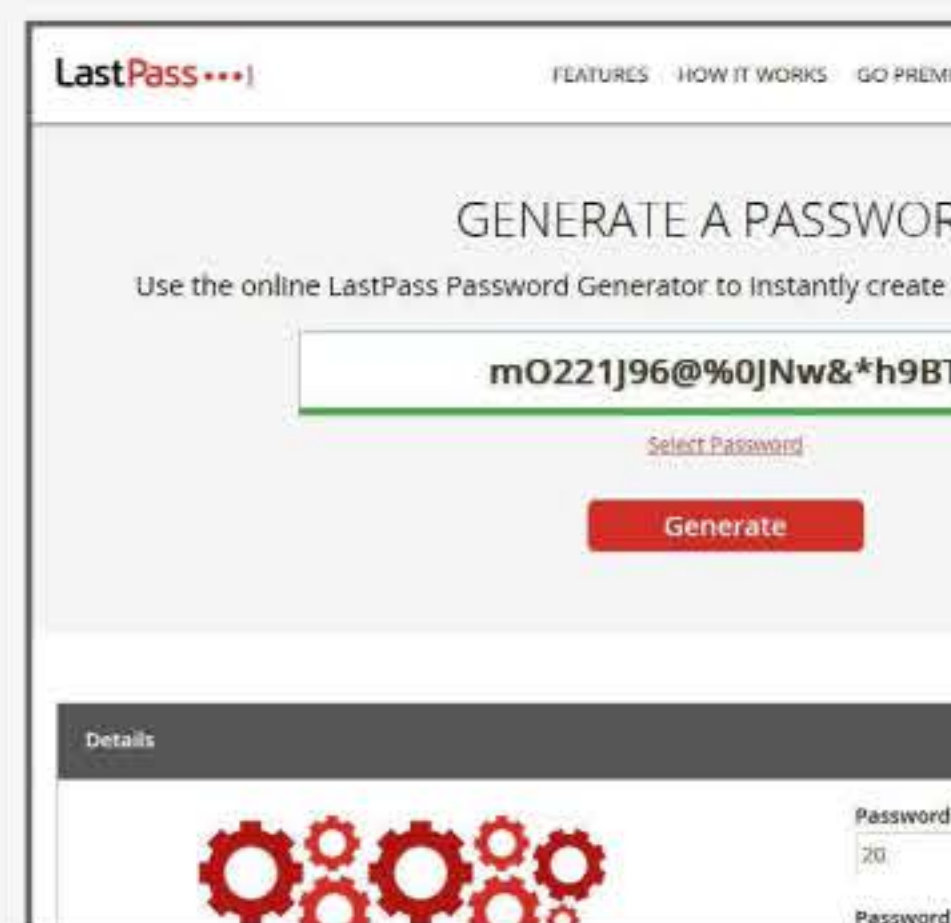 LastPass •••|
FEATURES HOW IT WORKS GO PREMI
GENERATE A PASSWOR
Use the online LastPass Password Generator to instantly create
mO221J96@%0JNw&*h9BT
Select Password
Generate
Details
Password
20
Password